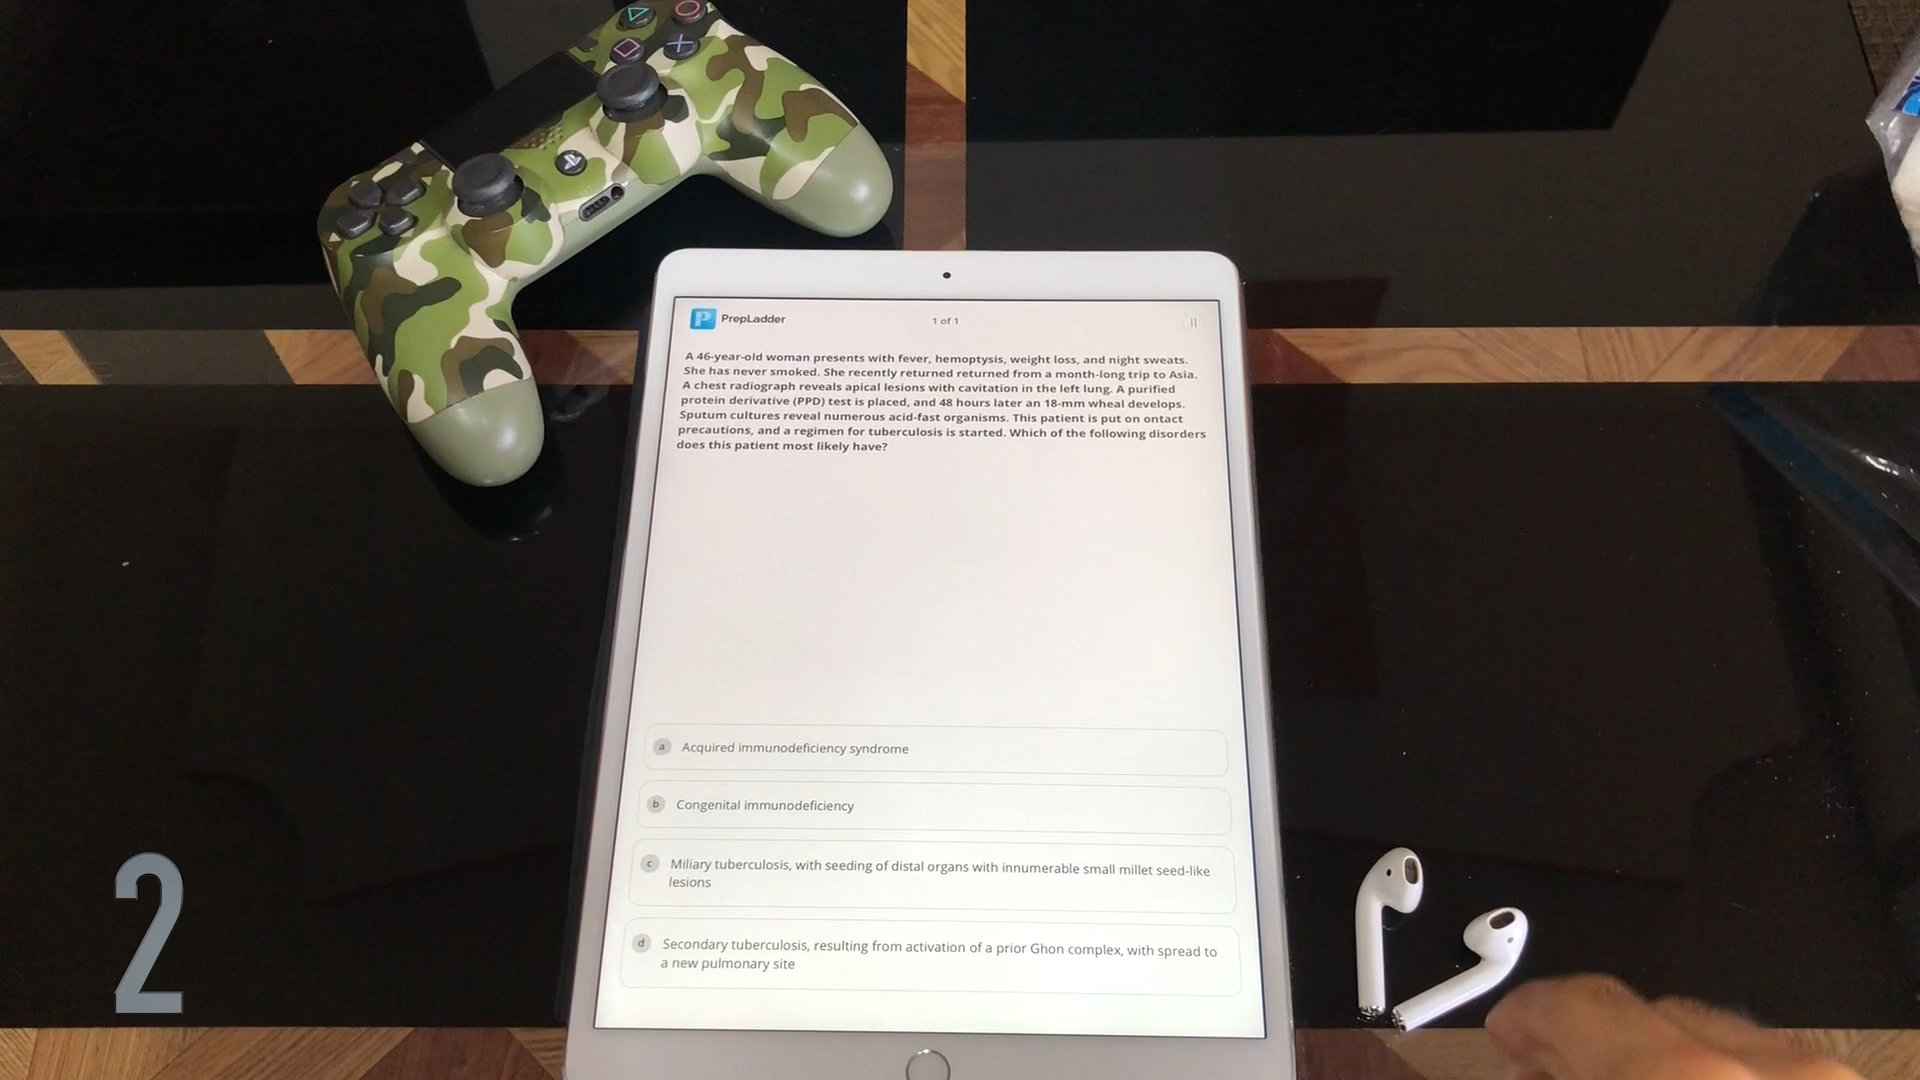 PrepLadder
1 of 1
A 46-year-old woman presents with fever, hemoptysis, weight loss, and night sweats.
She has never smoked. She recently returned returned from a month-long trip to Asia.
A chest radiograph reveals apical lesions with cavitation in the left lung. A purified
protein derivative (PPD) test is placed, and 48 hours later an 18-mm wheal develops.
Sputum cultures reveal numerous acid-fast organisms. This patient is put on ontact
precautions, and a regimen for tuberculosis is started. Which of the following disorders
does this patient most likely have?
a Acquired immunodeficiency syndrome
b Congenital immunodeficiency
c Miliary tuberculosis, with seeding of distal organs with innumerable small millet seed-like
lesions
d Secondary tuberculosis, resulting from activation of a prior Ghon complex, with spread to
a new pulmonary site
2